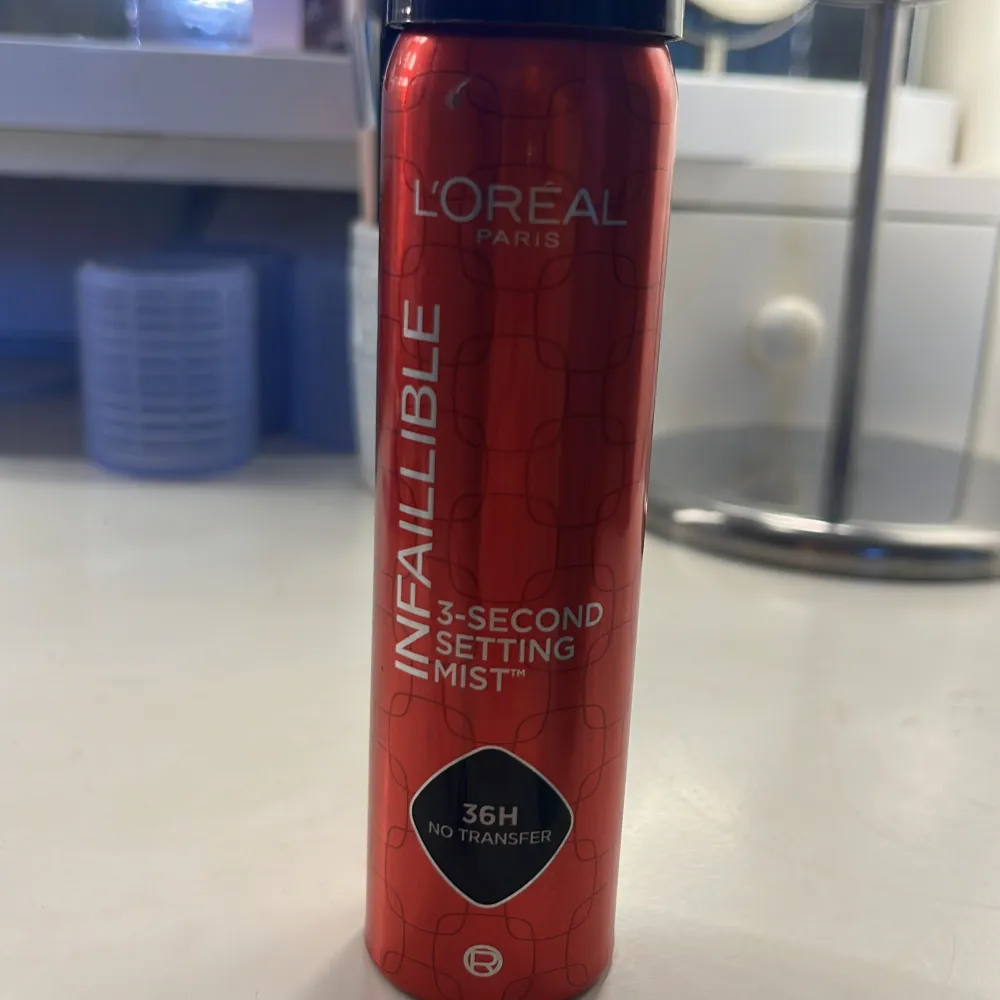 L'ORÉAL
PARIS
INFAILLIBLE
3-SECOND
SETTING
MIST™
36H
NO TRANSFER